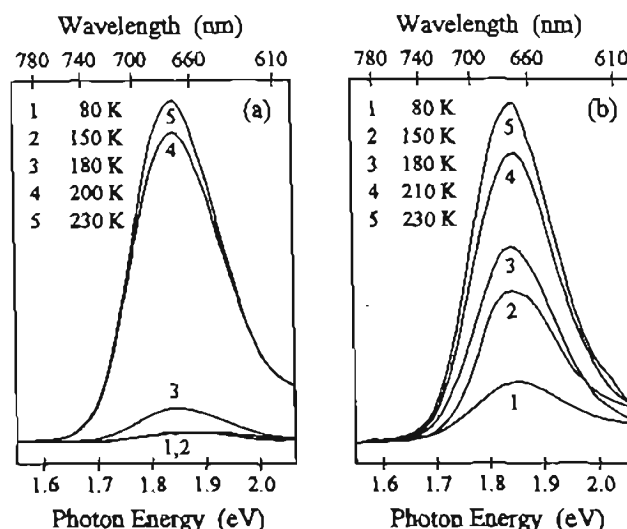 Wavelength (nm)
780 740 700 660 610
(a)
1 80 K
2 150 K
3 180 K
4 200 K
5 230 K
5
4
3
1,2
1.6 1.7 1.8 1.9 2.0
Photon Energy (eV)
Wavelength (nm)
780 740 700 660 610
(b)
1 80 K
2 150 K
3 180 K
4 210 K
5 230 K
5
4
3
2
1
1.6 1.7 1.8 1.9 2.0
Photon Energy (eV)